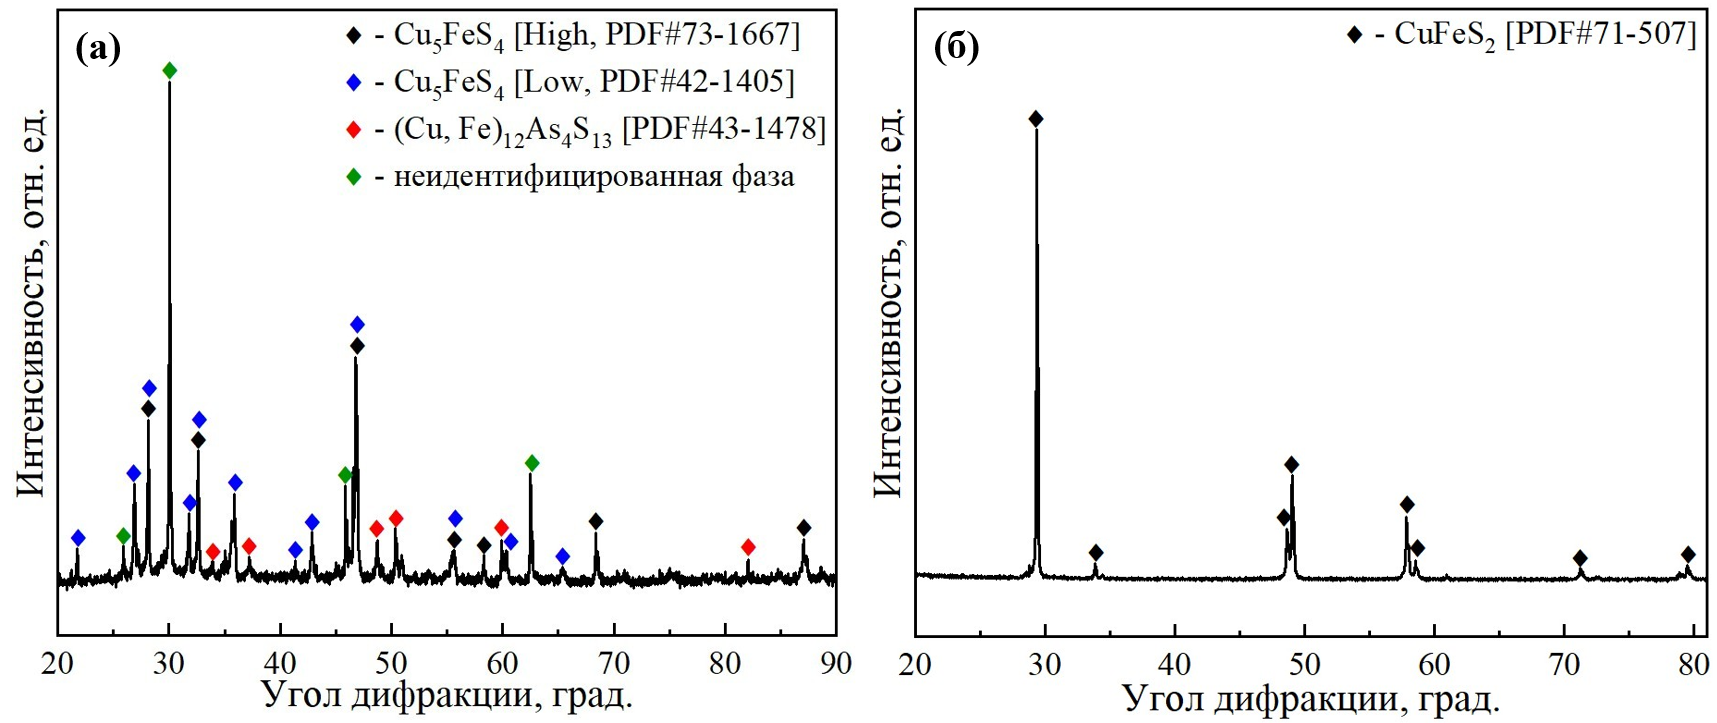 (а)
◆ - Cu₅FeS₄ [High, PDF#73-1667]
◆ - Cu₅FeS₄ [Low, PDF#42-1405]
◆ - (Cu, Fe)₁₂As₄S₁₃ [PDF#43-1478]
◆ - неидентифицированная фаза
Интенсивность, отн. ед.
20 30 40 50 60 70 80 90
Угол дифракции, град.
(б)
◆ - CuFeS₂ [PDF#71-507]
Интенсивность, отн. ед.
20 30 40 50 60 70 80
Угол дифракции, град.